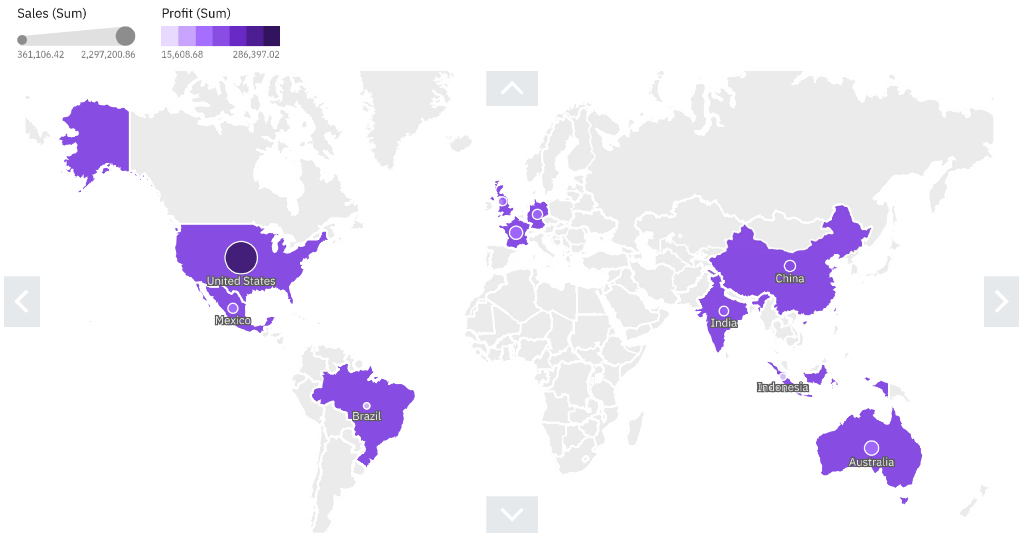 Sales (Sum)
Profit (Sum)
361,106.42
2,297,200.86
15,608.68
286,397.02
United States
Mexico
Brazil
China
India
Indonesia
Australia